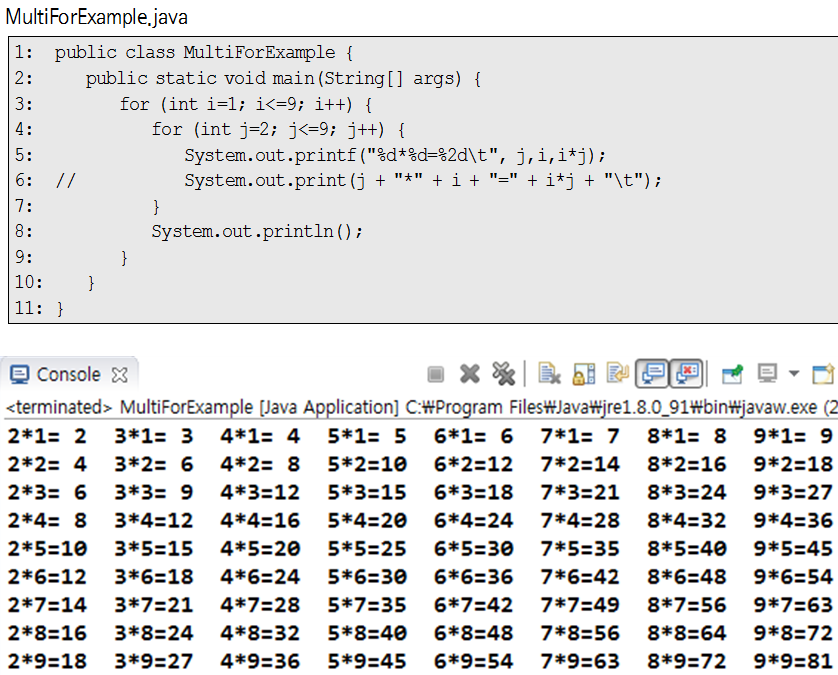 MultiForExample.java
1: public class MultiForExample {
2: public static void main(String[] args) {
3: for (int i=1; i<=9; i++) {
4: for (int j=2; j<=9; j++) {
5: System.out.printf("%d*%d=%2d\t", j,i,i*j);
6: // System.out.print(j + "*" + i + "=" + i*j + "\t");
7: }
8: System.out.println();
9: }
10: }
11: }
Console
<terminated> MultiForExample [Java Application] C:₩Program Files₩Java₩jre1.8.0_91₩bin₩javaw.exe (2
2*1= 2 3*1= 3 4*1= 4 5*1= 5 6*1= 6 7*1= 7 8*1= 8 9*1= 9
2*2= 4 3*2= 6 4*2= 8 5*2=10 6*2=12 7*2=14 8*2=16 9*2=18
2*3= 6 3*3= 9 4*3=12 5*3=15 6*3=18 7*3=21 8*3=24 9*3=27
2*4= 8 3*4=12 4*4=16 5*4=20 6*4=24 7*4=28 8*4=32 9*4=36
2*5=10 3*5=15 4*5=20 5*5=25 6*5=30 7*5=35 8*5=40 9*5=45
2*6=12 3*6=18 4*6=24 5*6=30 6*6=36 7*6=42 8*6=48 9*6=54
2*7=14 3*7=21 4*7=28 5*7=35 6*7=42 7*7=49 8*7=56 9*7=63
2*8=16 3*8=24 4*8=32 5*8=40 6*8=48 7*8=56 8*8=64 9*8=72
2*9=18 3*9=27 4*9=36 5*9=45 6*9=54 7*9=63 8*9=72 9*9=81